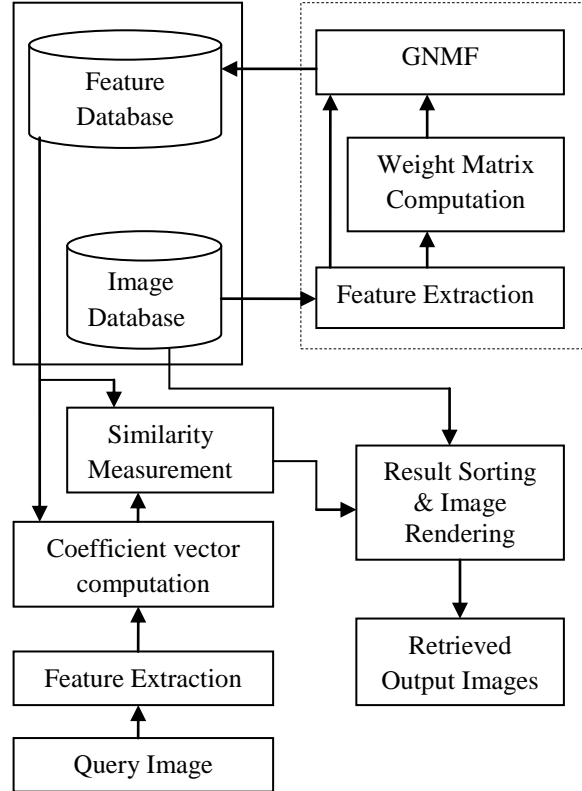 Feature
Database
GNMF
Weight Matrix
Computation
Image
Database
Feature Extraction
Similarity
Measurement
Result Sorting
& Image
Rendering
Coefficient vector
computation
Retrieved
Output Images
Feature Extraction
Query Image